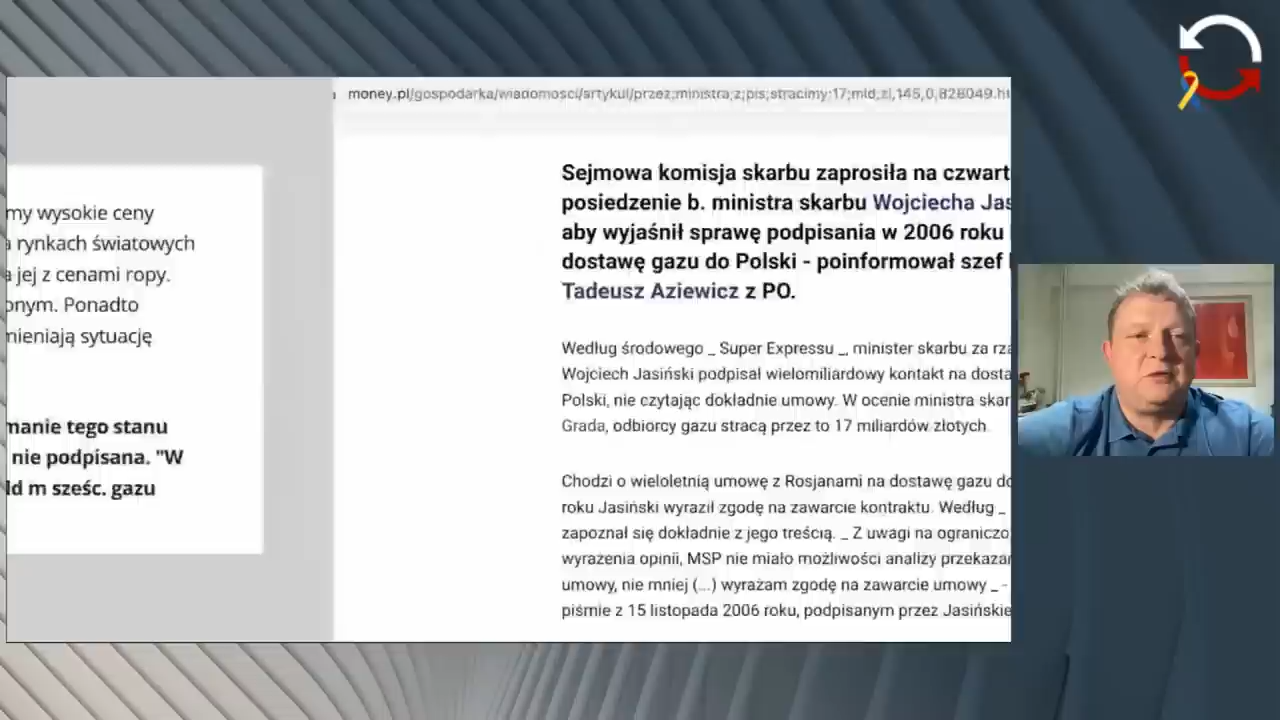 money.pl/gospodarka/wiadomosci/artykul/przez;ministra;z;pis;stracimy;17;mld;zl,145,0,828049.ht
my wysokie ceny
rynkach światowych
jej z cenami ropy.
onym. Ponadto
mieniają sytuację
manie tego stanu
nie podpisana. "W
ld m sześc. gazu
Sejmowa komisja skarbu zaprosiła na czwart
posiedzenie b. ministra skarbu Wojciecha Jas
aby wyjaśnił sprawę podpisania w 2006 roku
dostawę gazu do Polski - poinformował szef
Tadeusz Aziewicz z PO.
Według środowego _ Super Expressu _, minister skarbu za rzą
Wojciech Jasiński podpisał wielomiliardowy kontakt na dosta
Polski, nie czytając dokładnie umowy. W ocenie ministra skar
Grada, odbiorcy gazu stracą przez to 17 miliardów złotych.
Chodzi o wieloletnią umowę z Rosjanami na dostawę gazu do
roku Jasiński wyraził zgodę na zawarcie kontraktu. Według _
zapoznał się dokładnie z jego treścią. _ Z uwagi na ograniczo
wyrażenia opinii, MSP nie miało możliwości analizy przekazan
umowy, nie mniej (...) wyrażam zgodę na zawarcie umowy _ -
piśmie z 15 listopada 2006 roku, podpisanym przez Jasińskie